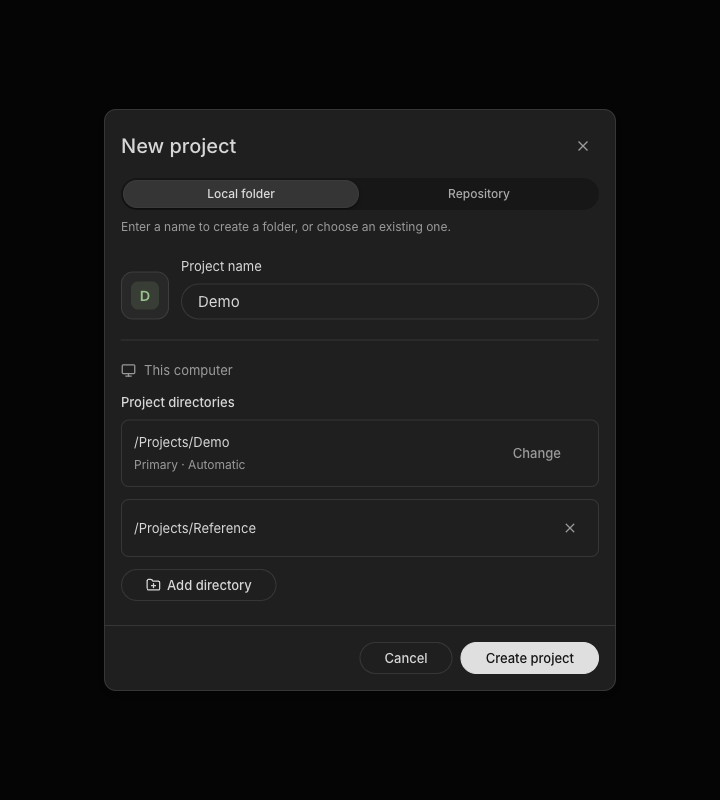 New project
Local folder
Repository
Enter a name to create a folder, or choose an existing one.
Project name
D
Demo
This computer
Project directories
/Projects/Demo
Primary · Automatic
Change
/Projects/Reference
Add directory
Cancel
Create project